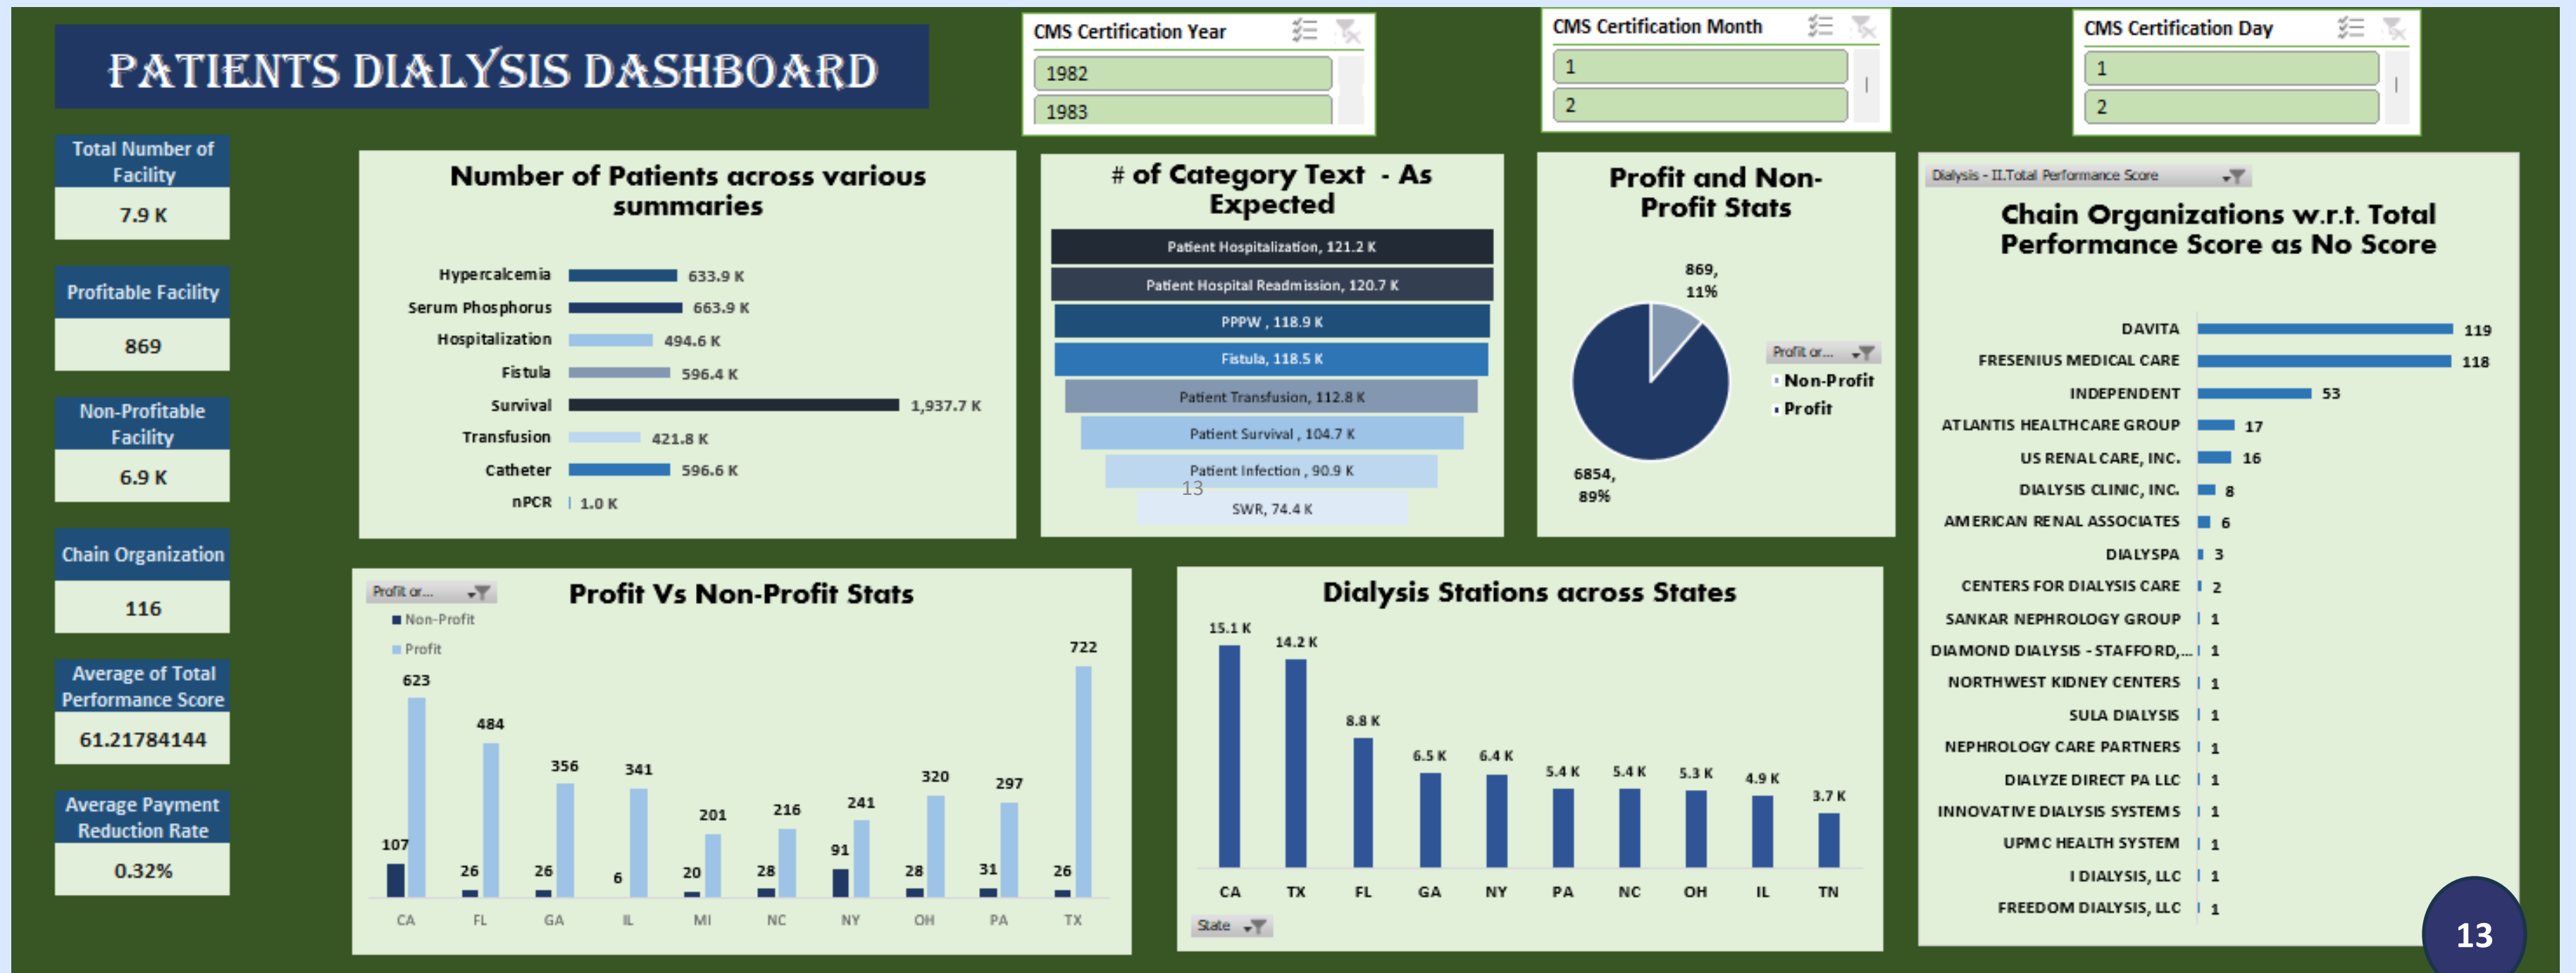 PATIENTS DIALYSIS DASHBOARD
CMS Certification Year
1982
1983
CMS Certification Month
1
2
CMS Certification Day
1
2
Total Number of
Facility
7.9 K
Profitable Facility
869
Non-Profitable
Facility
6.9 K
Chain Organization
116
Average of Total
Performance Score
61.21784144
Average Payment
Reduction Rate
0.32%
Number of Patients across various
summaries
Hypercalcemia 633.9 K
Serum Phosphorus 663.9 K
Hospitalization 494.6 K
Fistula 596.4 K
Survival 1,937.7 K
Transfusion 421.8 K
Catheter 596.6 K
nPCR 1.0 K
# of Category Text - As
Expected
Patient Hospitalization, 121.2 K
Patient Hospital Readmission, 120.7 K
PPPW , 118.9 K
Fistula, 118.5 K
Patient Transfusion, 112.8 K
Patient Survival , 104.7 K
Patient Infection , 90.9 K
13
SWR, 74.4 K
Profit and Non-
Profit Stats
869,
11%
Profit or...
Non-Profit
Profit
6854,
89%
Dialysis - II.Total Performance Score
Chain Organizations w.r.t. Total
Performance Score as No Score
DAVITA 119
FRESENIUS MEDICAL CARE 118
INDEPENDENT 53
ATLANTIS HEALTHCARE GROUP 17
US RENAL CARE, INC. 16
DIALYSIS CLINIC, INC. 8
AMERICAN RENAL ASSOCIATES 6
DIALYSPA 3
CENTERS FOR DIALYSIS CARE 2
SANKAR NEPHROLOGY GROUP 1
DIAMOND DIALYSIS - STAFFORD,... 1
NORTHWEST KIDNEY CENTERS 1
SULA DIALYSIS 1
NEPHROLOGY CARE PARTNERS 1
DIALYZE DIRECT PA LLC 1
INNOVATIVE DIALYSIS SYSTEMS 1
UPMC HEALTH SYSTEM 1
I DIALYSIS, LLC 1
FREEDOM DIALYSIS, LLC 1
Profit or...
Profit Vs Non-Profit Stats
Non-Profit
Profit
107 623 26 484 26 356 6 341 20 201 28 216 91 241 28 320 31 297 26 722
CA FL GA IL MI NC NY OH PA TX
Dialysis Stations across States
15.1 K 14.2 K 8.8 K 6.5 K 6.4 K 5.4 K 5.4 K 5.3 K 4.9 K 3.7 K
CA TX FL GA NY PA NC OH IL TN
State
13